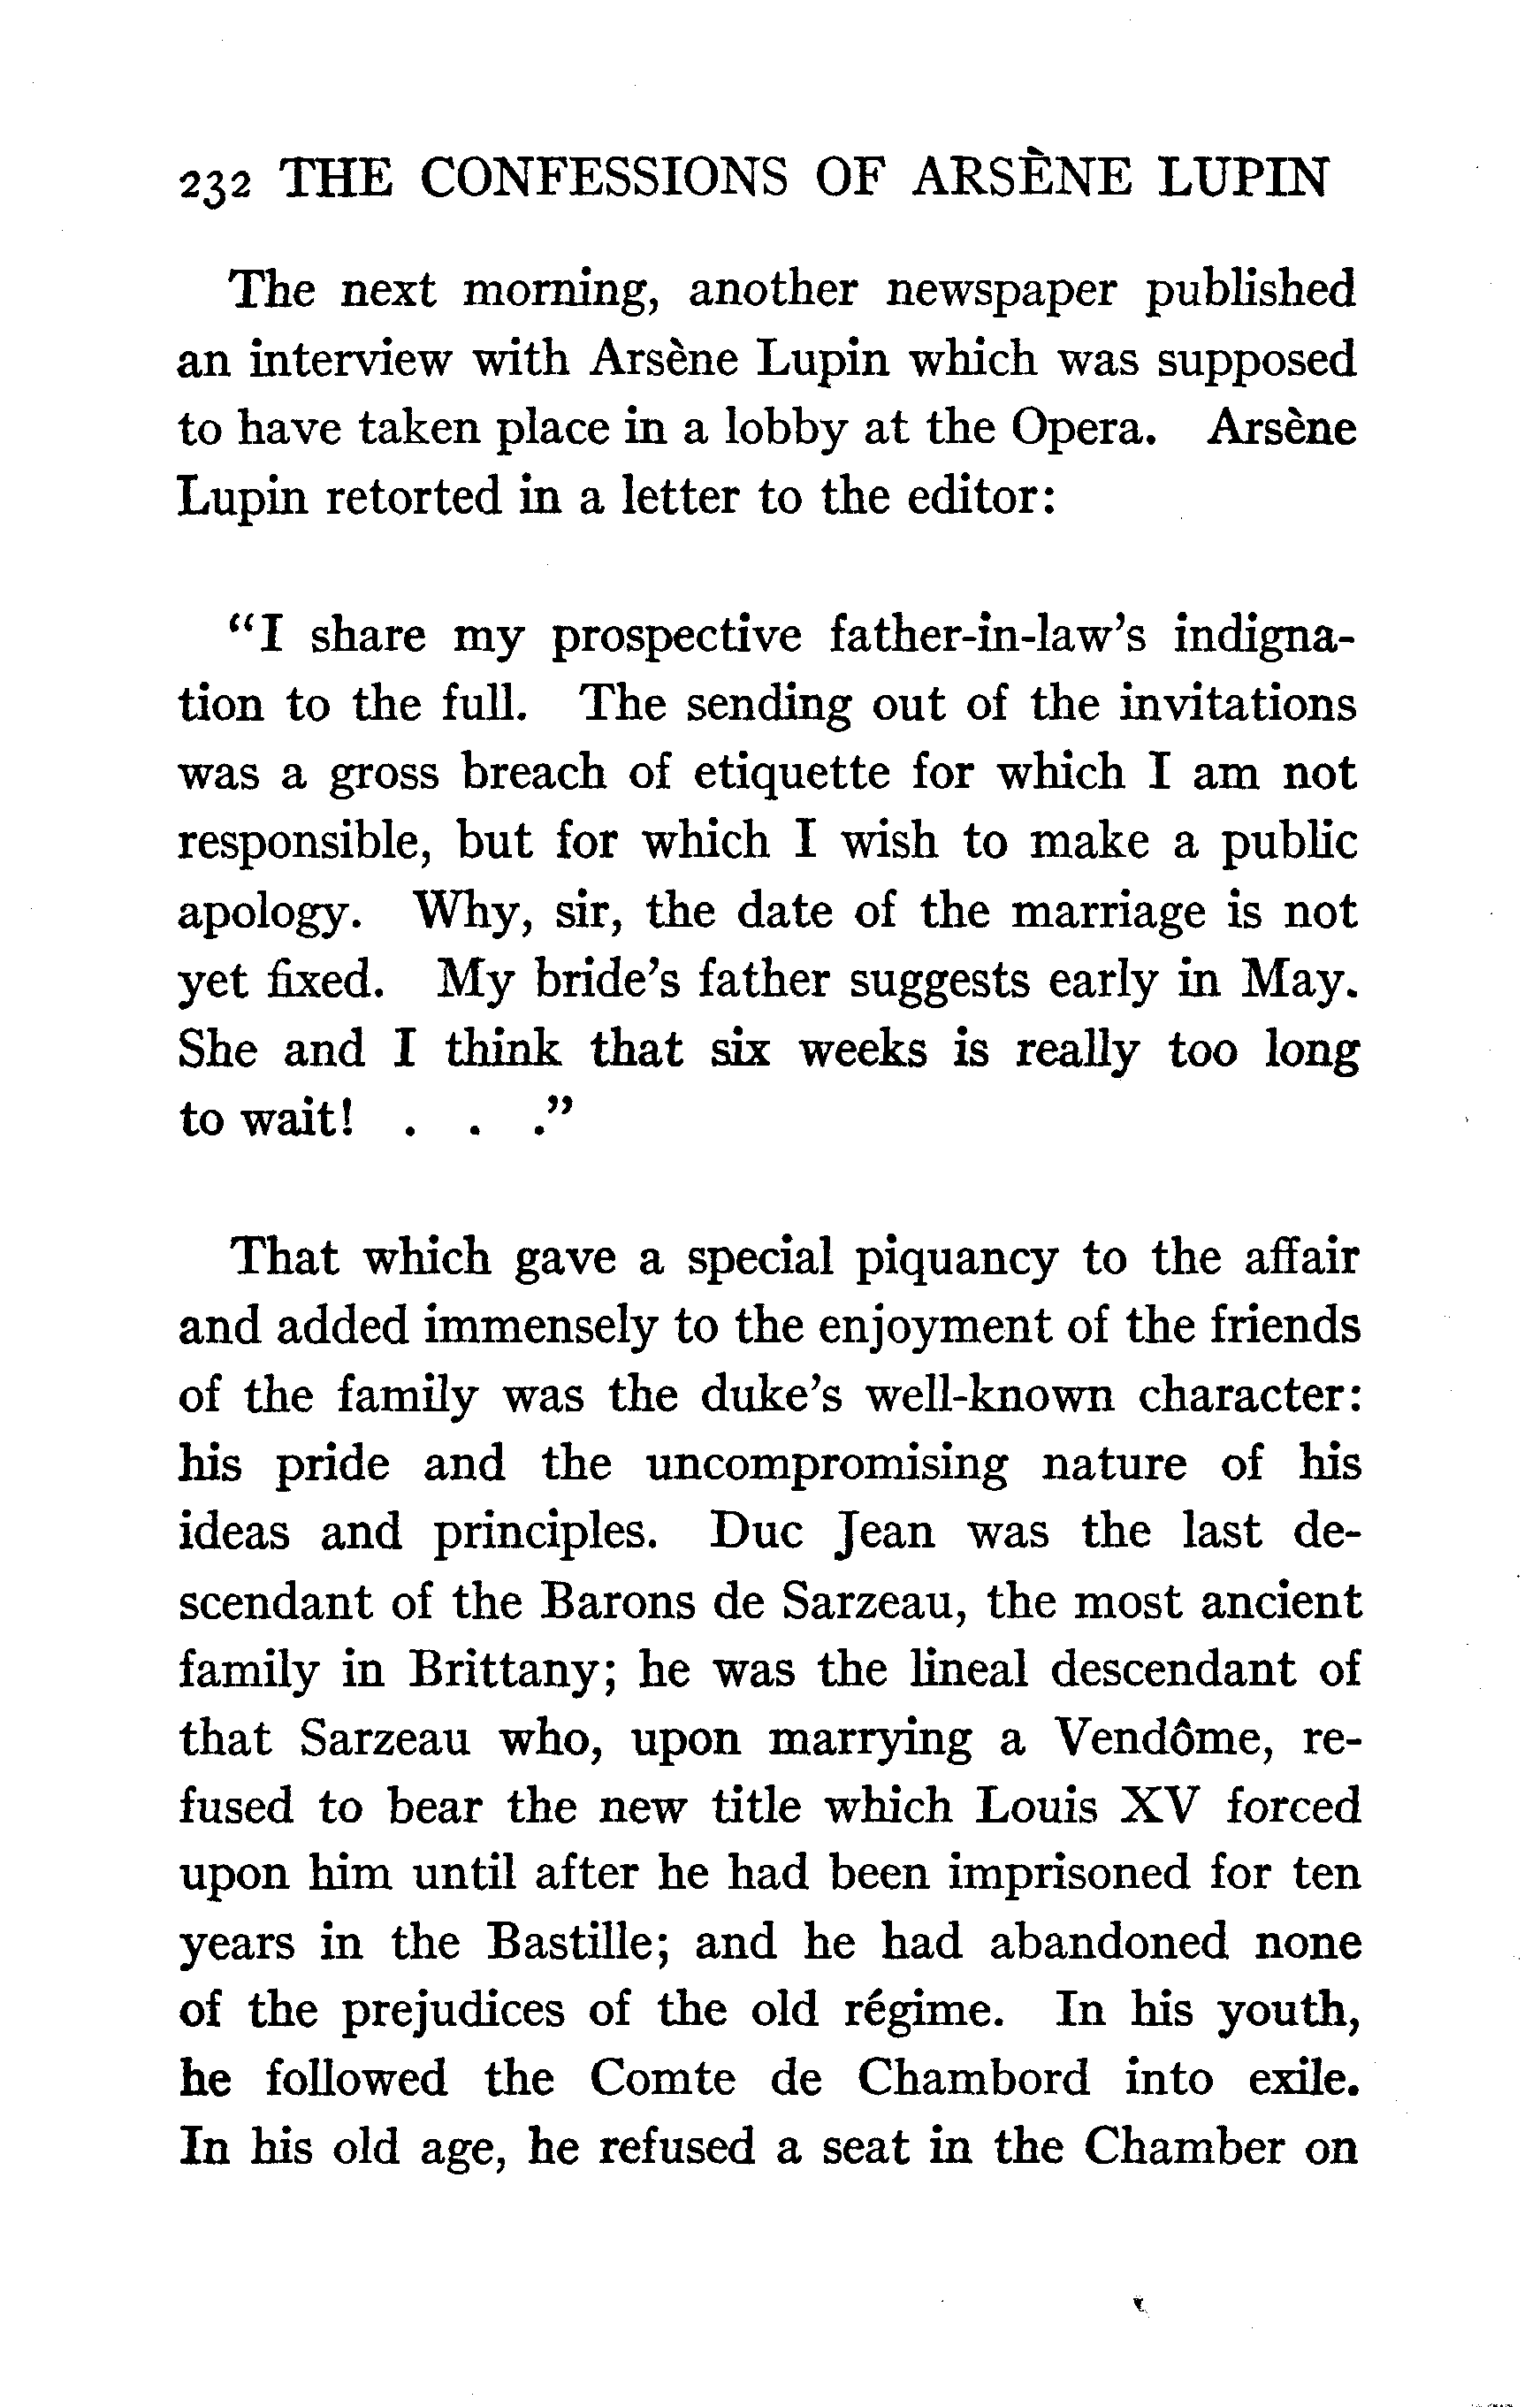 232 THE CONFESSIONS OF ARSÈNE LUPIN
The next morning, another newspaper published
an interview with Arsène Lupin which was supposed
to have taken place in a lobby at the Opera. Arsène
Lupin retorted in a letter to the editor:
"I share my prospective father-in-law's indigna-
tion to the full. The sending out of the invitations
was a gross breach of etiquette for which I am not
responsible, but for which I wish to make a public
apology. Why, sir, the date of the marriage is not
yet fixed. My bride's father suggests early in May.
She and I think that six weeks is really too long
to wait! . . ."
That which gave a special piquancy to the affair
and added immensely to the enjoyment of the friends
of the family was the duke's well-known character:
his pride and the uncompromising nature of his
ideas and principles. Duc Jean was the last de-
scendant of the Barons de Sarzeau, the most ancient
family in Brittany; he was the lineal descendant of
that Sarzeau who, upon marrying a Vendôme, re-
fused to bear the new title which Louis XV forced
upon him until after he had been imprisoned for ten
years in the Bastille; and he had abandoned none
of the prejudices of the old régime. In his youth,
he followed the Comte de Chambord into exile.
In his old age, he refused a seat in the Chamber on